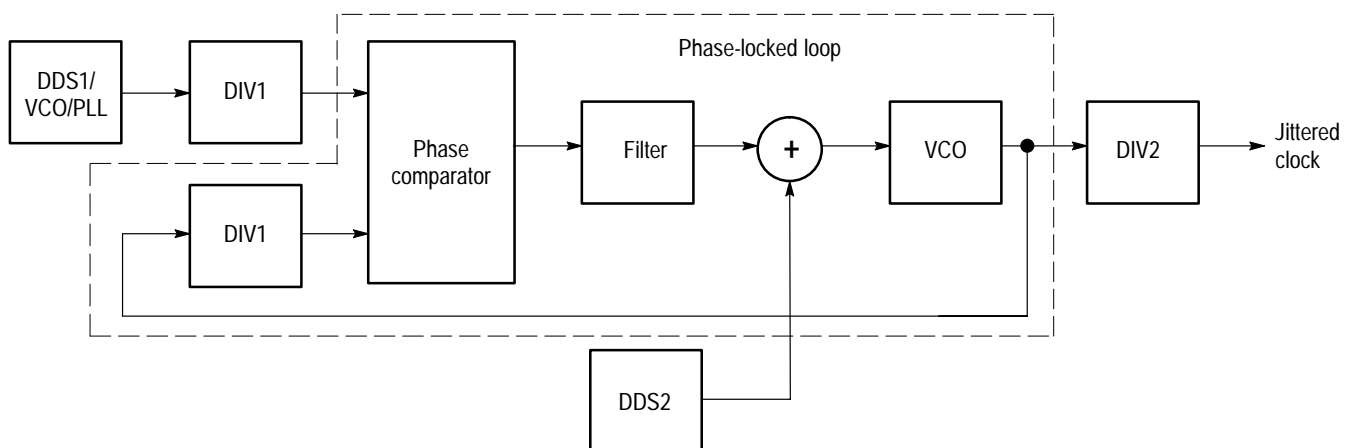 Phase-locked loop
DDS1/
VCO/PLL
DIV1
Phase
comparator
Filter
+
VCO
DIV2
Jittered
clock
DIV1
DDS2